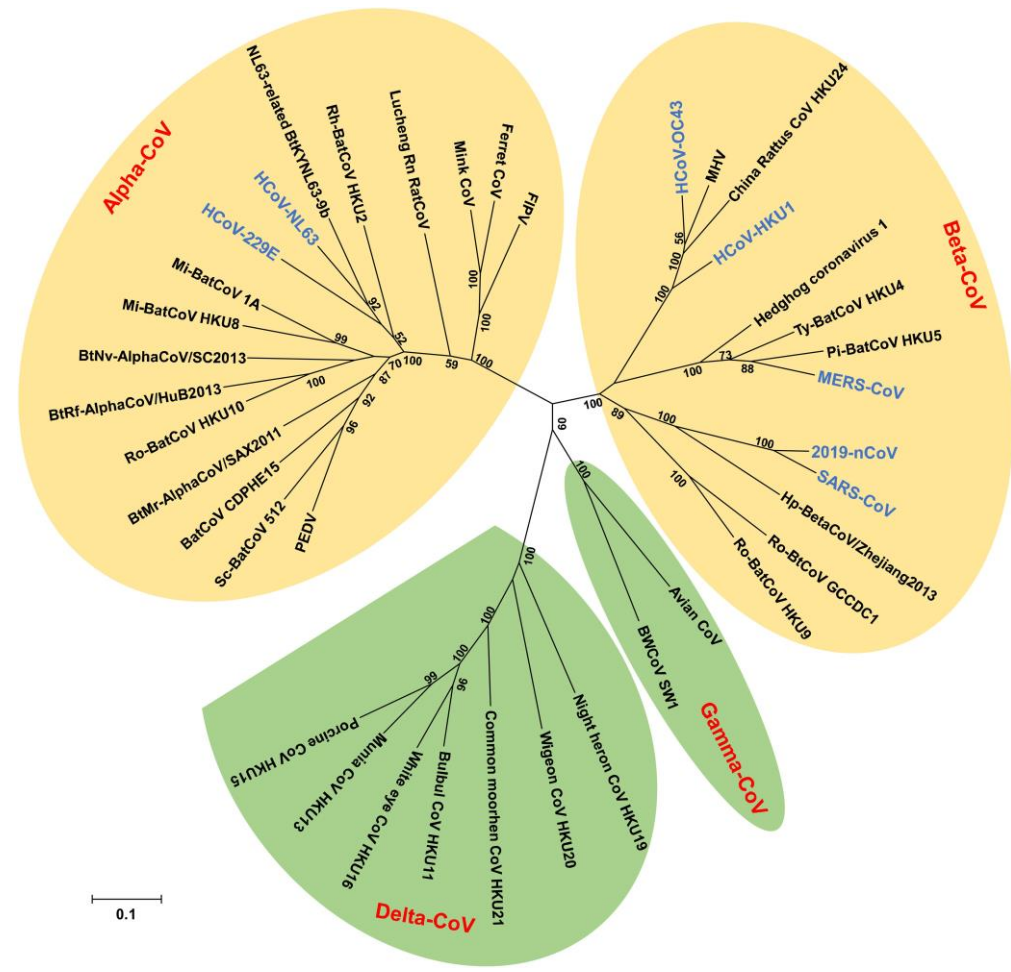 Alpha-CoV
NL63-related BtKYNL63-9b
Rh-BatCoV HKU2
Lucheng Rn RatCoV
Mink CoV
Ferret CoV
FIPV
HCoV-NL63
HCoV-229E
Mi-BatCoV 1A
Mi-BatCoV HKU8
BtNv-AlphaCoV/SC2013
BtRf-AlphaCoV/HuB2013
Ro-BatCoV HKU10
BtMr-AlphaCoV/SAX2011
BatCoV CDPHE15
Sc-BatCoV 512
PEDV
92
52
99
100
70
100
87
92
96
59
100
100
100
Beta-CoV
HCoV-OC43
MHV
China Rattus CoV HKU24
HCoV-HKU1
Hedghog coronavirus 1
Ty-BatCoV HKU4
Pi-BatCoV HKU5
MERS-CoV
2019-nCoV
SARS-CoV
Hp-BetaCoV/Zhejiang2013
Ro-BtCoV GCCDC1
Ro-BatCoV HKU9
56
100
100
73
100
88
100
89
100
100
100
69
Gamma-CoV
Avian CoV
BWCoV SW1
100
Delta-CoV
Night heron CoV HKU19
Wigeon CoV HKU20
Common moorhen CoV HKU21
Bulbul CoV HKU11
White eye CoV HKU16
Munia CoV HKU13
Porcine CoV HKU15
100
100
100
99
96
0.1